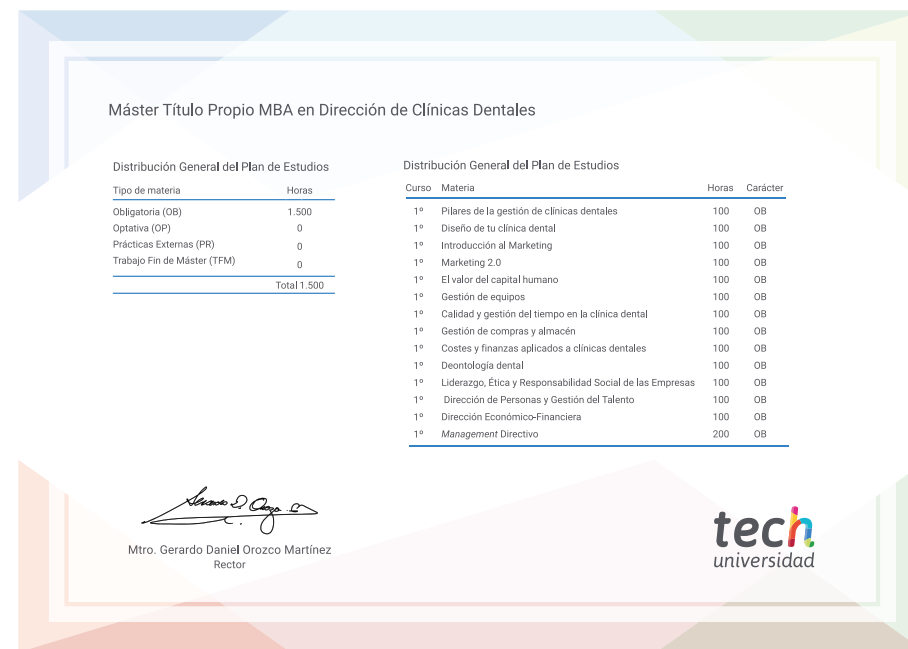 Máster Título Propio MBA en Dirección de Clínicas Dentales
Distribución General del Plan de Estudios
Tipo de materia Horas
Obligatoria (OB) 1.500
Optativa (OP) 0
Prácticas Externas (PR) 0
Trabajo Fin de Máster (TFM) 0
Total 1.500
Distribución General del Plan de Estudios
Curso Materia Horas Carácter
1º Pilares de la gestión de clínicas dentales 100 OB
1º Diseño de tu clínica dental 100 OB
1º Introducción al Marketing 100 OB
1º Marketing 2.0 100 OB
1º El valor del capital humano 100 OB
1º Gestión de equipos 100 OB
1º Calidad y gestión del tiempo en la clínica dental 100 OB
1º Gestión de compras y almacén 100 OB
1º Costes y finanzas aplicados a clínicas dentales 100 OB
1º Deontología dental 100 OB
1º Liderazgo, Ética y Responsabilidad Social de las Empresas 100 OB
1º Dirección de Personas y Gestión del Talento 100 OB
1º Dirección Económico-Financiera 100 OB
1º Management Directivo 200 OB
Mtro. Gerardo Daniel Orozco Martínez
Rector
tech
universidad